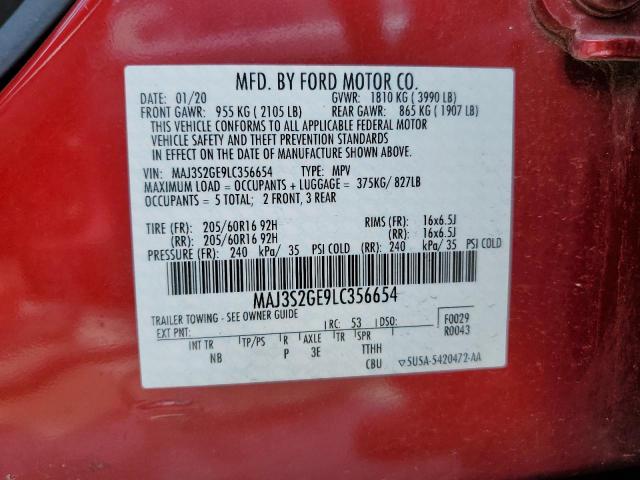 MFD. BY FORD MOTOR CO.
DATE: 01/20 GVWR: 1810 KG ( 3990 LB)
FRONT GAWR: 955 KG ( 2105 LB) REAR GAWR: 865 KG ( 1907 LB)
THIS VEHICLE CONFORMS TO ALL APPLICABLE FEDERAL MOTOR
VEHICLE SAFETY AND THEFT PREVENTION STANDARDS
IN EFFECT ON THE DATE OF MANUFACTURE SHOWN ABOVE.
VIN: MAJ3S2GE9LC356654 TYPE: MPV
MAXIMUM LOAD = OCCUPANTS + LUGGAGE = 375KG/ 827LB
OCCUPANTS = 5 TOTAL; 2 FRONT, 3 REAR
TIRE (FR): 205/60R16 92H RIMS (FR): 16x6.5J
(RR): 205/60R16 92H (RR): 16x6.5J
PRESSURE (FR): 240 kPa/ 35 PSI COLD (RR): 240 kPa/ 35 PSI COLD
MAJ3S2GE9LC356654
TRAILER TOWING - SEE OWNER GUIDE
EXT PNT: RC: 53 DSO: F0029
R0043
INT TR TP/PS R AXLE TR SPR
NB P 3E TTHH
CBU ▽5U5A-5420472-AA